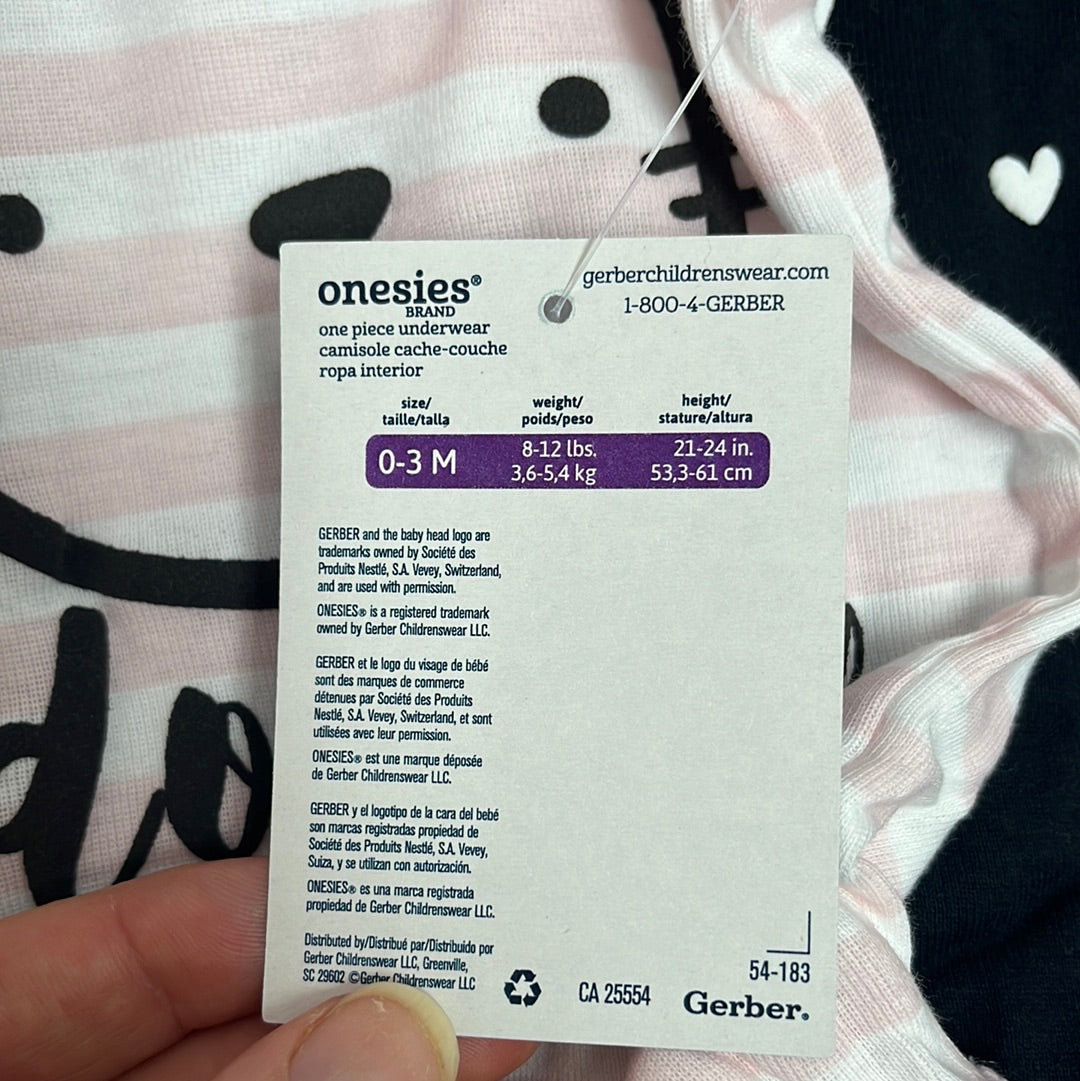 onesies®
BRAND
one piece underwear
camisole cache-couche
ropa interior
gerberchildrenswear.com
1-800-4-GERBER
size/ weight/ height/
taille/talla poids/peso stature/altura
0-3 M 8-12 lbs. 21-24 in.
3,6-5,4 kg 53,3-61 cm
GERBER and the baby head logo are
trademarks owned by Société des
Produits Nestlé, S.A. Vevey, Switzerland,
and are used with permission.
ONESIES® is a registered trademark
owned by Gerber Childrenswear LLC.
GERBER et le logo du visage de bébé
sont des marques de commerce
détenues par Société des Produits
Nestlé, S.A. Vevey, Switzerland, et sont
utilisées avec leur permission.
ONESIES® est une marque déposée
de Gerber Childrenswear LLC.
GERBER y el logotipo de la cara del bebé
son marcas registradas propiedad de
Société des Produits Nestlé, S.A. Vevey,
Suiza, y se utilizan con autorización.
ONESIES® es una marca registrada
propiedad de Gerber Childrenswear LLC.
Distributed by/Distribué par/Distribuido por
Gerber Childrenswear LLC, Greenville,
SC 29602 ©Gerber Childrenswear LLC
CA 25554
54-183
Gerber®